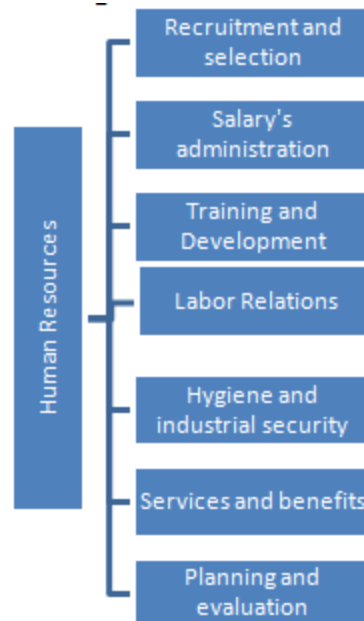 Recruitment and
selection
Salary's
administration
Training and
Development
Human Resources
Labor Relations
Hygiene and
industrial security
Services and benefits
Planning and
evaluation